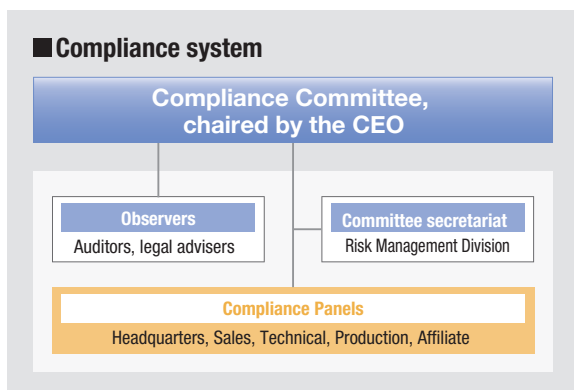 ■Compliance system
Compliance Committee,
chaired by the CEO
Observers
Auditors, legal advisers
Committee secretariat
Risk Management Division
Compliance Panels
Headquarters, Sales, Technical, Production, Affiliate